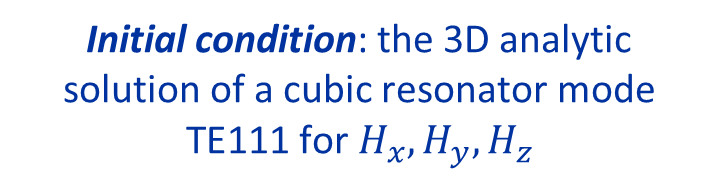 Initial condition: the 3D analytic
solution of a cubic resonator mode
TE111 for Hx, Hy, Hz